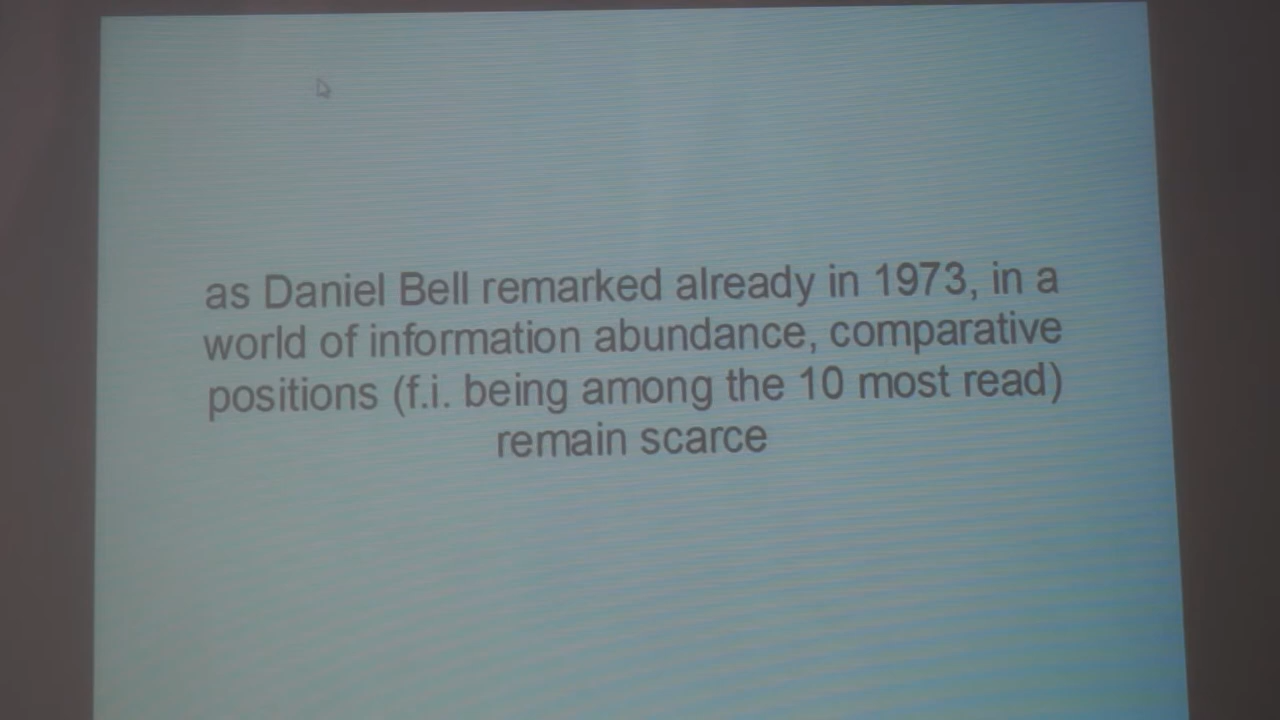 as Daniel Bell remarked already in 1973, in a
world of information abundance, comparative
positions (f.i. being among the 10 most read)
remain scarce